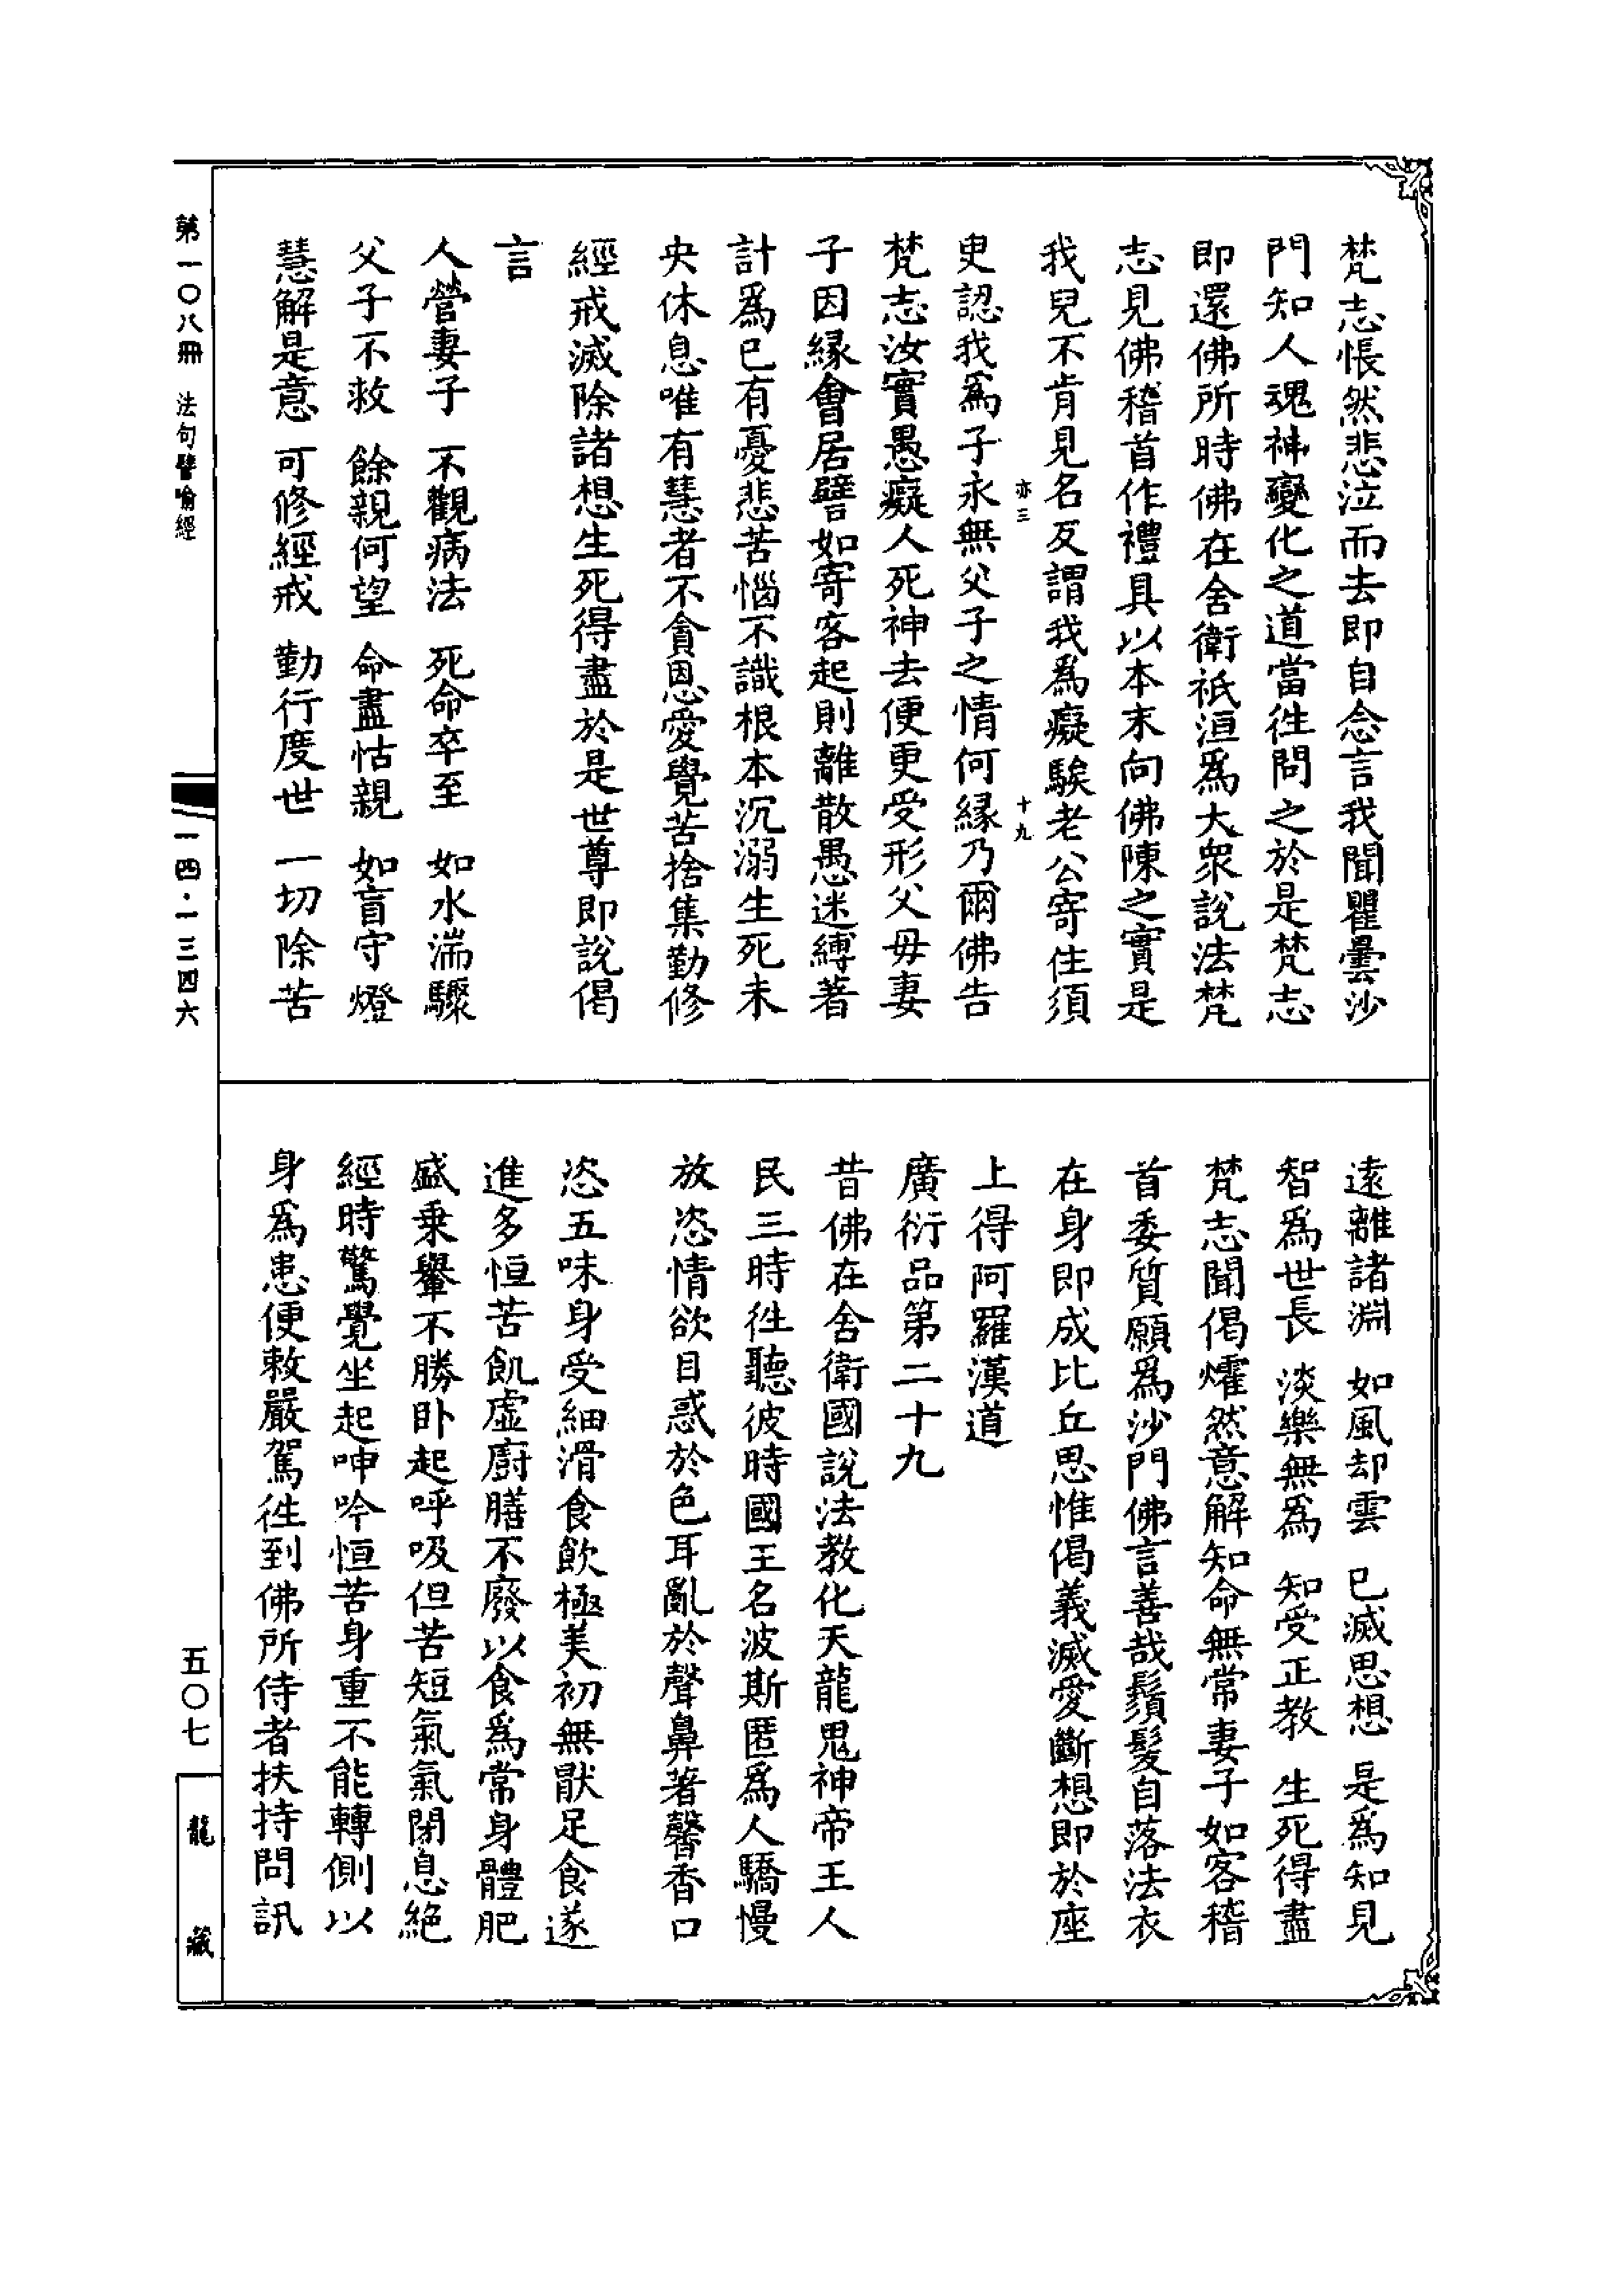 梵志悵然悲泣而去即自念言我聞瞿曇沙
門知人魂神變化之道當往問之於是梵志
即還佛所時佛在舍衛祇洹爲大衆說法梵
志見佛稽首作禮具以本末向佛陳之實是
我兒不肯見名反謂我爲癡騃老公寄住須
亦三 十九
臾認我爲子永無父子之情何緣乃爾佛告
梵志汝實愚癡人死神去便更受形父母妻
子因緣會居譬如寄客起則離散愚迷縛著
計爲己有憂悲苦惱不識根本沉溺生死未
央休息唯有慧者不貪恩愛覺苦捨集勤修
經戒滅除諸想生死得盡於是世尊即說偈
言
人營妻子 不觀病法 死命卒至 如水湍驟
父子不救 餘親何望 命盡怙親 如盲守燈
慧解是意 可修經戒 勤行度世 一切除苦
遠離諸淵 如風却雲 已滅思想 是爲知見
智爲世長 淡樂無爲 知受正教 生死得盡
梵志聞偈㸌然意解知命無常妻子如客稽
首委質願爲沙門佛言善哉鬚髮自落法衣
在身即成比丘思惟偈義滅愛斷想即於座
上得阿羅漢道
廣衍品第二十九
昔佛在舍衛國說法教化天龍鬼神帝王人
民三時往聽彼時國王名波斯匿爲人驕慢
放恣情欲目惑於色耳亂於聲鼻著馨香口
恣五味身受細滑食飲極美初無猒足食遂
進多恒苦飢虛廚膳不廢以食爲常身體肥
盛乘轝不勝卧起呼吸但苦短氣氣閉息絕
經時驚覺坐起呻吟恒苦身重不能轉側以
身爲患便敕嚴駕往到佛所侍者扶持問訊
第一〇八冊 法句譬喻經
一四·一三四六
五〇七
龍藏